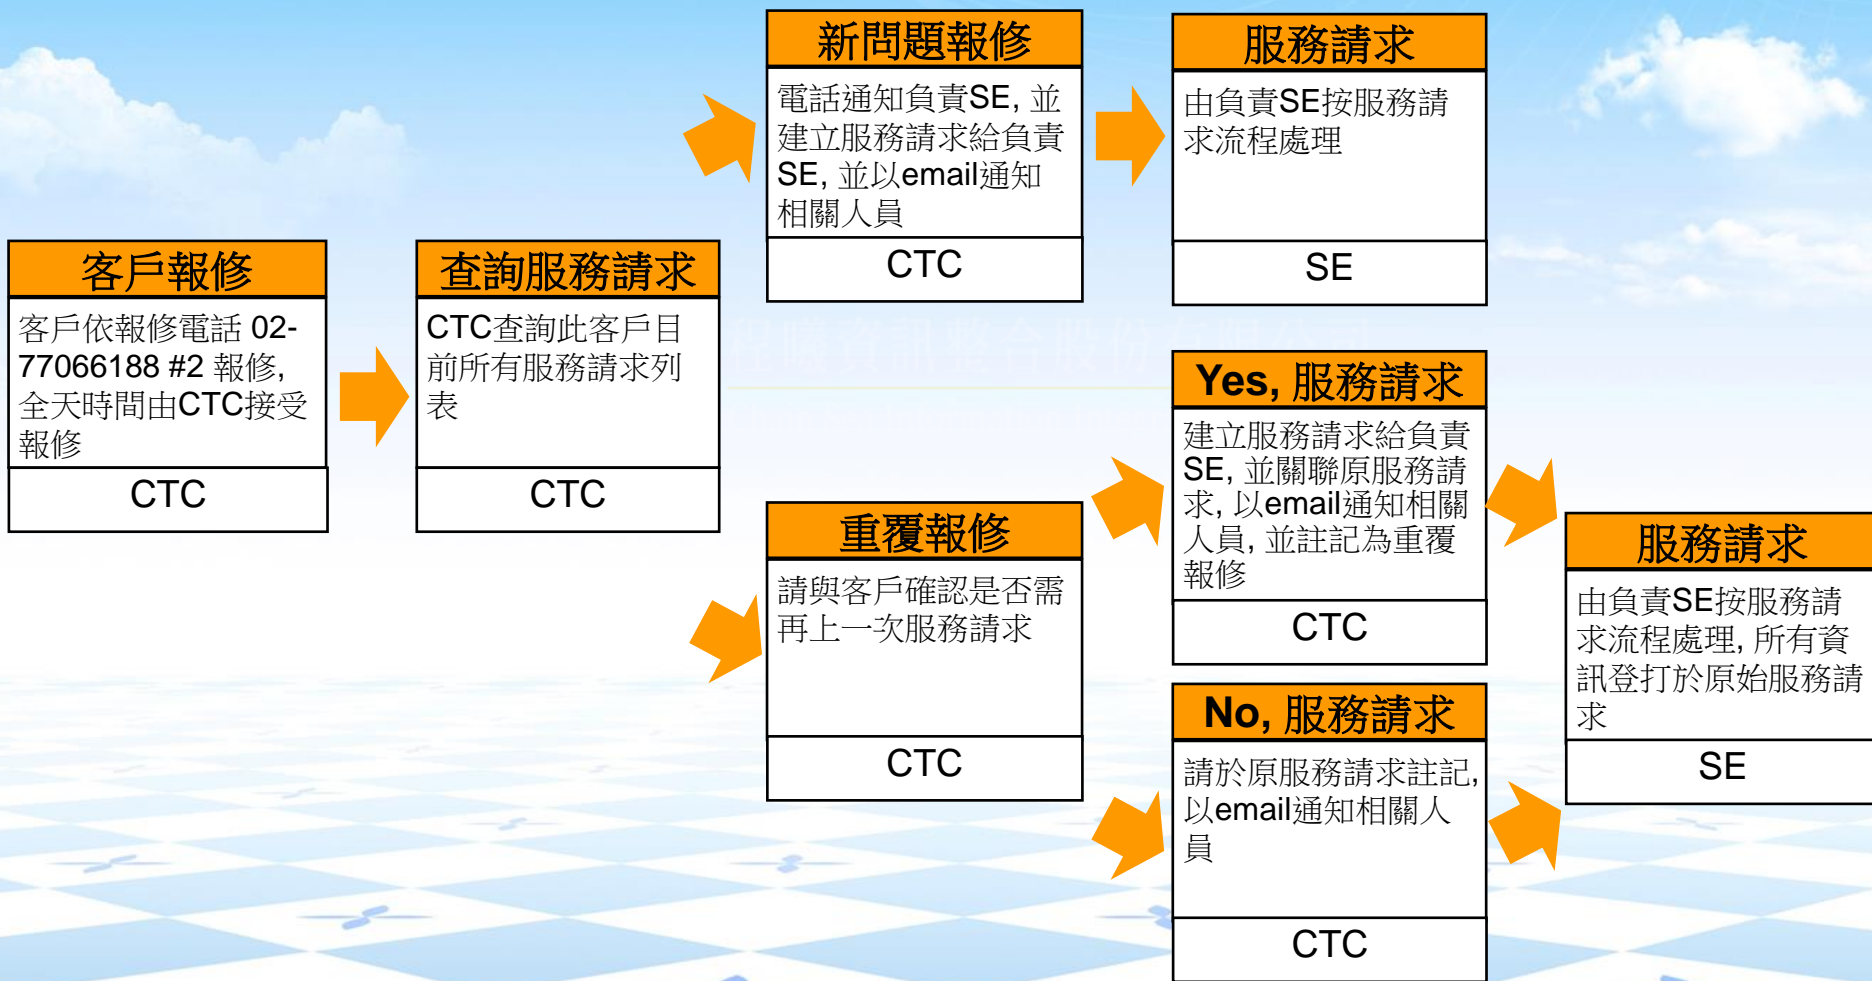 客戶報修
客戶依報修電話 02-
77066188 #2 報修,
全天時間由CTC接受
報修
CTC
查詢服務請求
CTC查詢此客戶目
前所有服務請求列
表
CTC
新問題報修
電話通知負責SE, 並
建立服務請求給負責
SE, 並以email通知
相關人員
CTC
服務請求
由負責SE按服務請
求流程處理
SE
重覆報修
請與客戶確認是否需
再上一次服務請求
CTC
Yes, 服務請求
建立服務請求給負責
SE, 並關聯原服務請
求, 以email通知相關
人員, 並註記為重覆
報修
CTC
No, 服務請求
請於原服務請求註記,
以email通知相關人
員
CTC
服務請求
由負責SE按服務請
求流程處理, 所有資
訊登打於原始服務請
求
SE